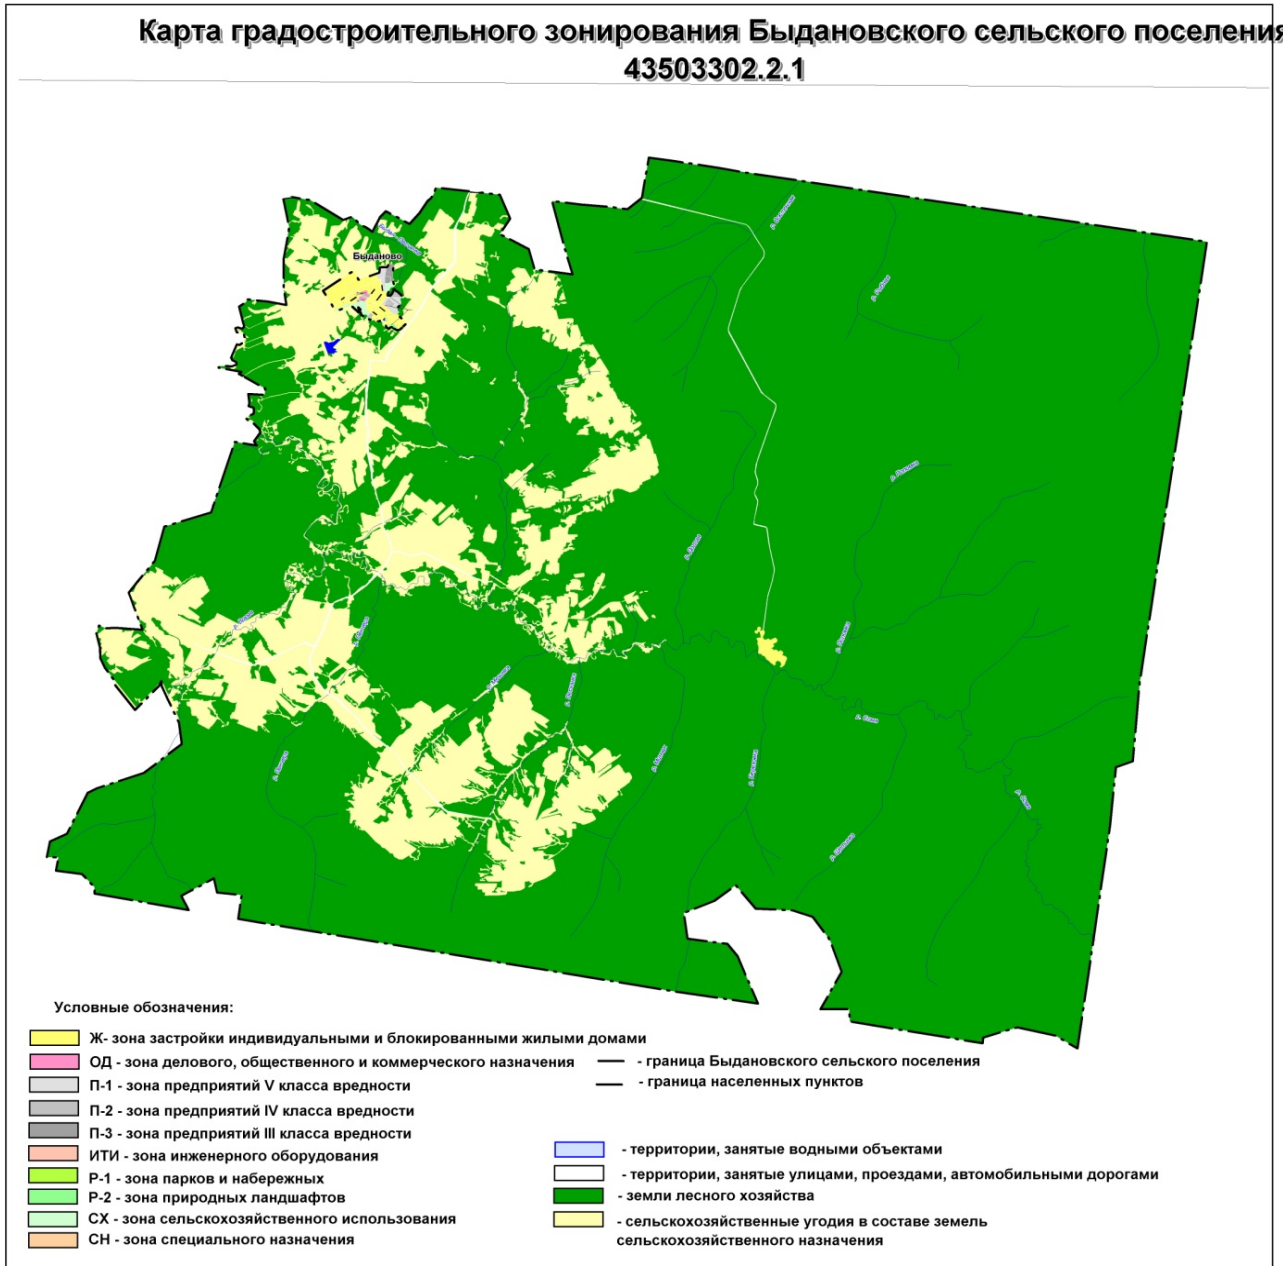 Карта градостроительного зонирования Быдановского сельского поселения
43503302.2.1
Быданово
Условные обозначения:
Ж- зона застройки индивидуальными и блокированными жилыми домами
ОД - зона делового, общественного и коммерческого назначения
П-1 - зона предприятий V класса вредности
П-2 - зона предприятий IV класса вредности
П-3 - зона предприятий III класса вредности
ИТИ - зона инженерного оборудования
Р-1 - зона парков и набережных
Р-2 - зона природных ландшафтов
СХ - зона сельскохозяйственного использования
СН - зона специального назначения
- граница Быдановского сельского поселения
- граница населенных пунктов
- территории, занятые водными объектами
- территории, занятые улицами, проездами, автомобильными дорогами
- земли лесного хозяйства
- сельскохозяйственные угодия в составе земель
сельскохозяйственного назначения